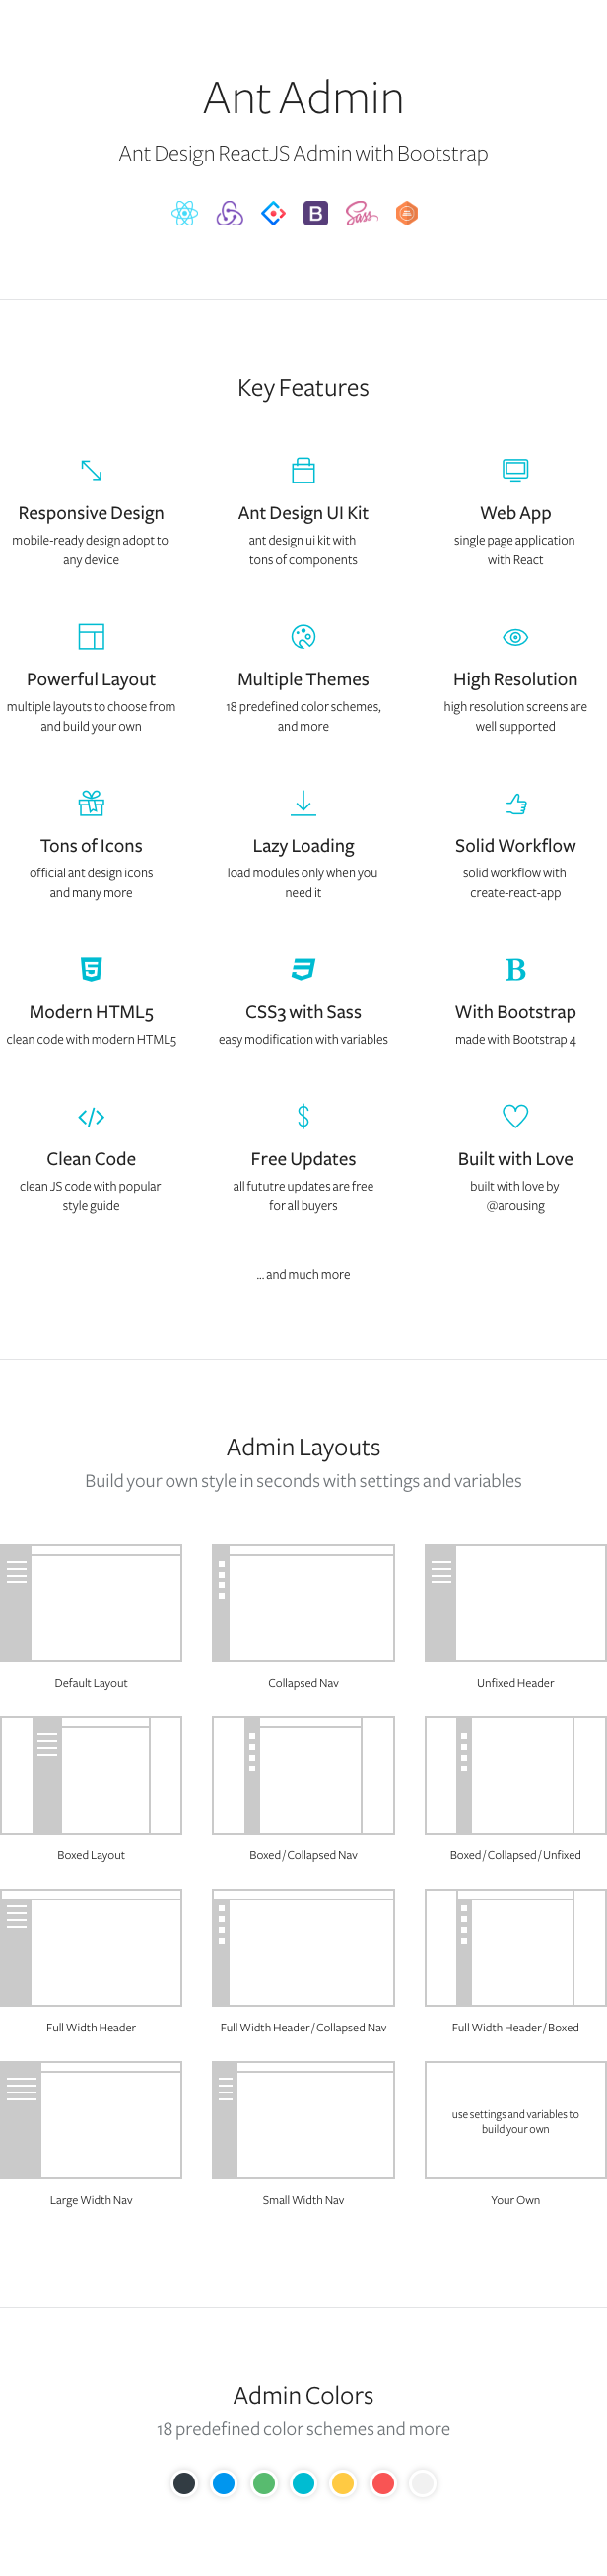 Ant Admin
Ant Design ReactJS Admin with Bootstrap
B
Sass
Key Features
Responsive Design
mobile-ready design adopt to
any device
Ant Design UI Kit
ant design ui kit with
tons of components
Web App
single page application
with React
Powerful Layout
multiple layouts to choose from
and build your own
Multiple Themes
18 predefined color schemes,
and more
High Resolution
high resolution screens are
well supported
Tons of Icons
official ant design icons
and many more
Lazy Loading
load modules only when you
need it
Solid Workflow
solid workflow with
create-react-app
5
Modern HTML5
clean code with modern HTML5
3
CSS3 with Sass
easy modification with variables
B
With Bootstrap
made with Bootstrap 4
Clean Code
clean JS code with popular
style guide
Free Updates
all fututre updates are free
for all buyers
Built with Love
built with love by
@arousing
... and much more
Admin Layouts
Build your own style in seconds with settings and variables
Default Layout
Collapsed Nav
Unfixed Header
Boxed Layout
Boxed / Collapsed Nav
Boxed / Collapsed / Unfixed
Full Width Header
Full Width Header / Collapsed Nav
Full Width Header / Boxed
Large Width Nav
Small Width Nav
use settings and variables to
build your own
Your Own
Admin Colors
18 predefined color schemes and more